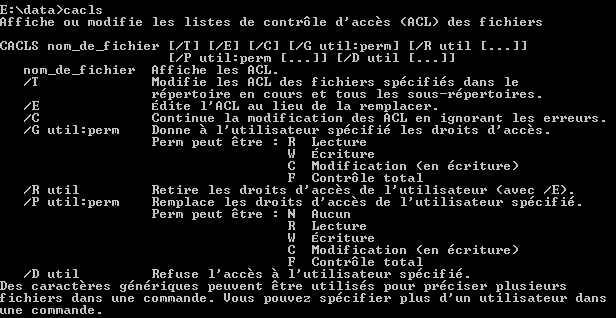 E:\data>cacls
Affiche ou modifie les listes de contrôle d'accès (ACL) des fichiers
CACLS nom_de_fichier [/T] [/E] [/C] [/G util:perm] [/R util [...]]
[/P util:perm [...]] [/D util [...]]
nom_de_fichier Affiche les ACL.
/T Modifie les ACL des fichiers spécifiés dans le
répertoire en cours et tous les sous-répertoires.
/E Édite l'ACL au lieu de la remplacer.
/C Continue la modification des ACL en ignorant les erreurs.
/G util:perm Donne à l'utilisateur spécifié les droits d'accès.
Perm peut être : R Lecture
W Écriture
C Modification (en écriture)
F Contrôle total
/R util Retire les droits d'accès de l'utilisateur (avec /E).
/P util:perm Remplace les droits d'accès de l'utilisateur spécifié.
Perm peut être : N Aucun
R Lecture
W Écriture
C Modification (en écriture)
F Contrôle total
/D util Refuse l'accès à l'utilisateur spécifié.
Des caractères génériques peuvent être utilisés pour préciser plusieurs
fichiers dans une commande. Vous pouvez spécifier plus d'un utilisateur dans
une commande.